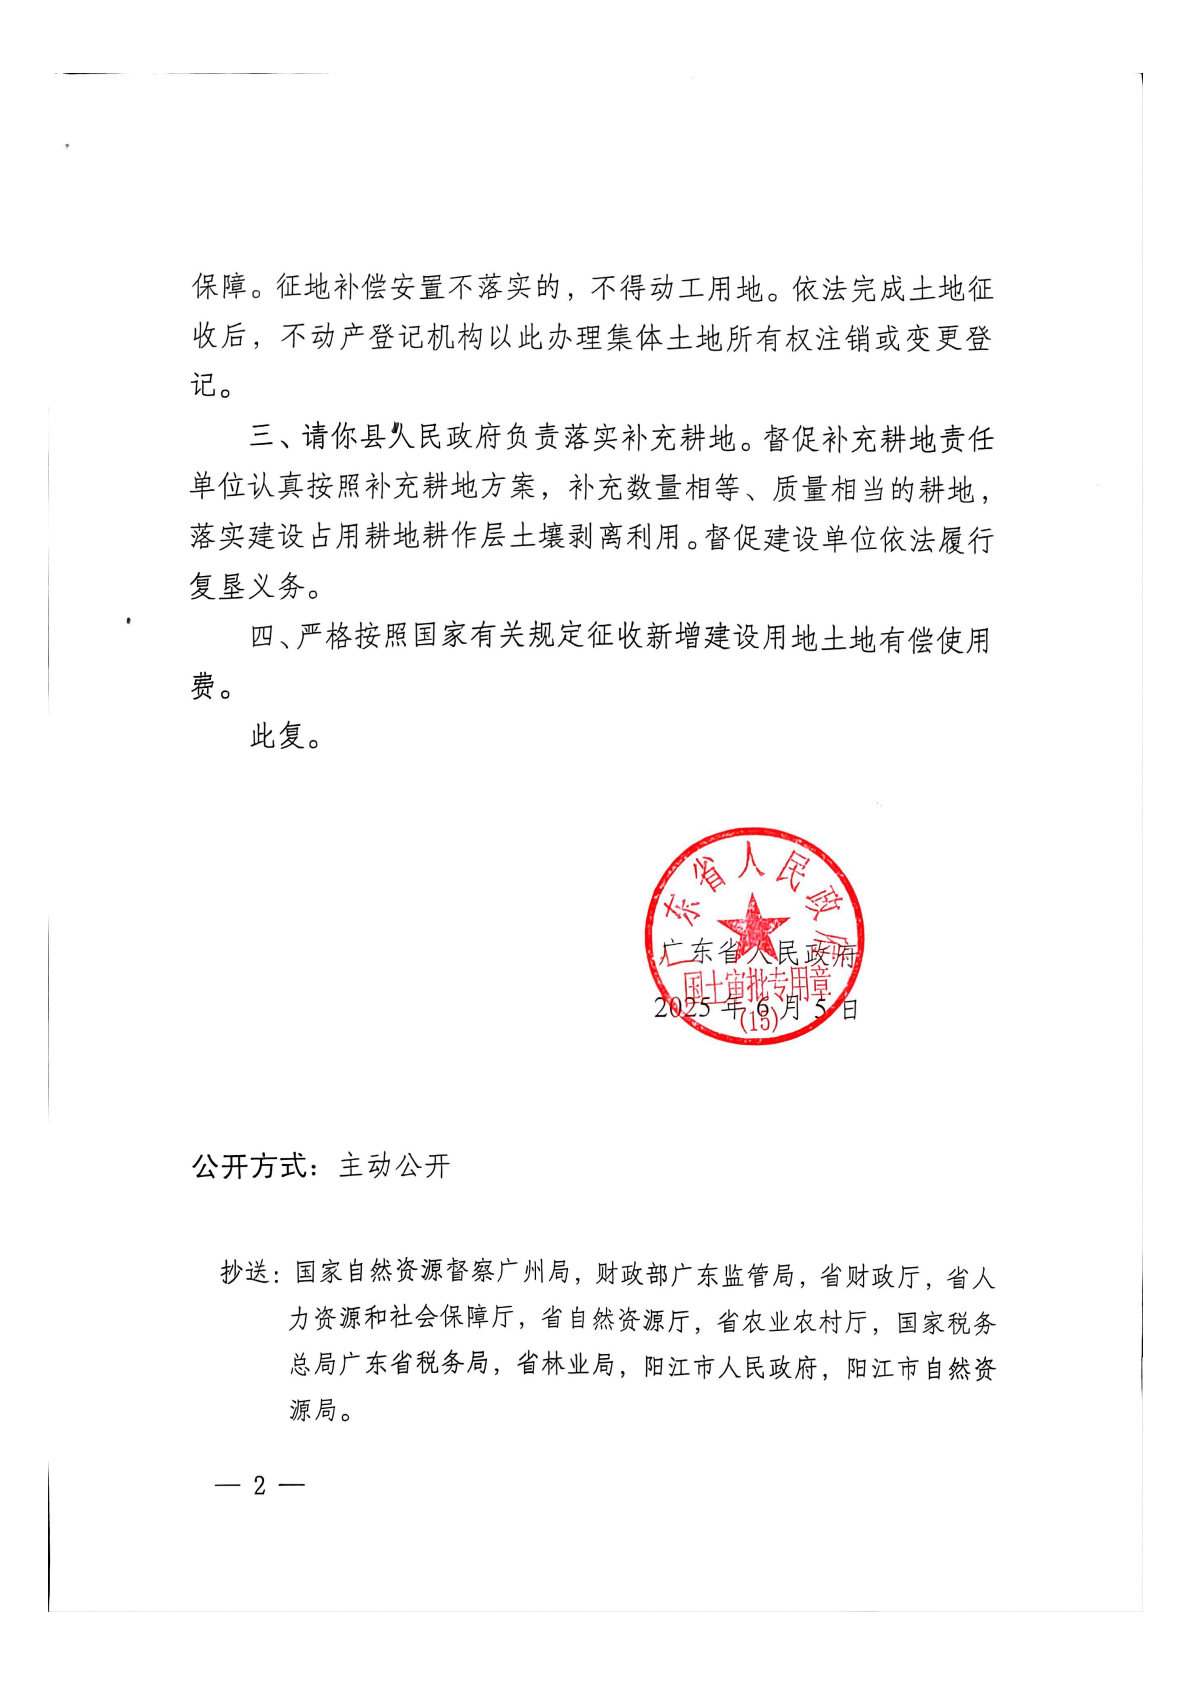 保障。征地补偿安置不落实的，不得动工用地。依法完成土地征
收后，不动产登记机构以此办理集体土地所有权注销或变更登
记。
三、请你县人民政府负责落实补充耕地。督促补充耕地责任
单位认真按照补充耕地方案，补充数量相等、质量相当的耕地，
落实建设占用耕地耕作层土壤剥离利用。督促建设单位依法履行
复垦义务。
四、严格按照国家有关规定征收新增建设用地土地有偿使用
费。
此复。
广东省人民政府
广东省人民政府
国土审批专用章
2025 年 6 月 5 日
(15)
公开方式：主动公开
抄送：国家自然资源督察广州局，财政部广东监管局，省财政厅，省人
力资源和社会保障厅，省自然资源厅，省农业农村厅，国家税务
总局广东省税务局，省林业局，阳江市人民政府，阳江市自然资
源局。
— 2 —